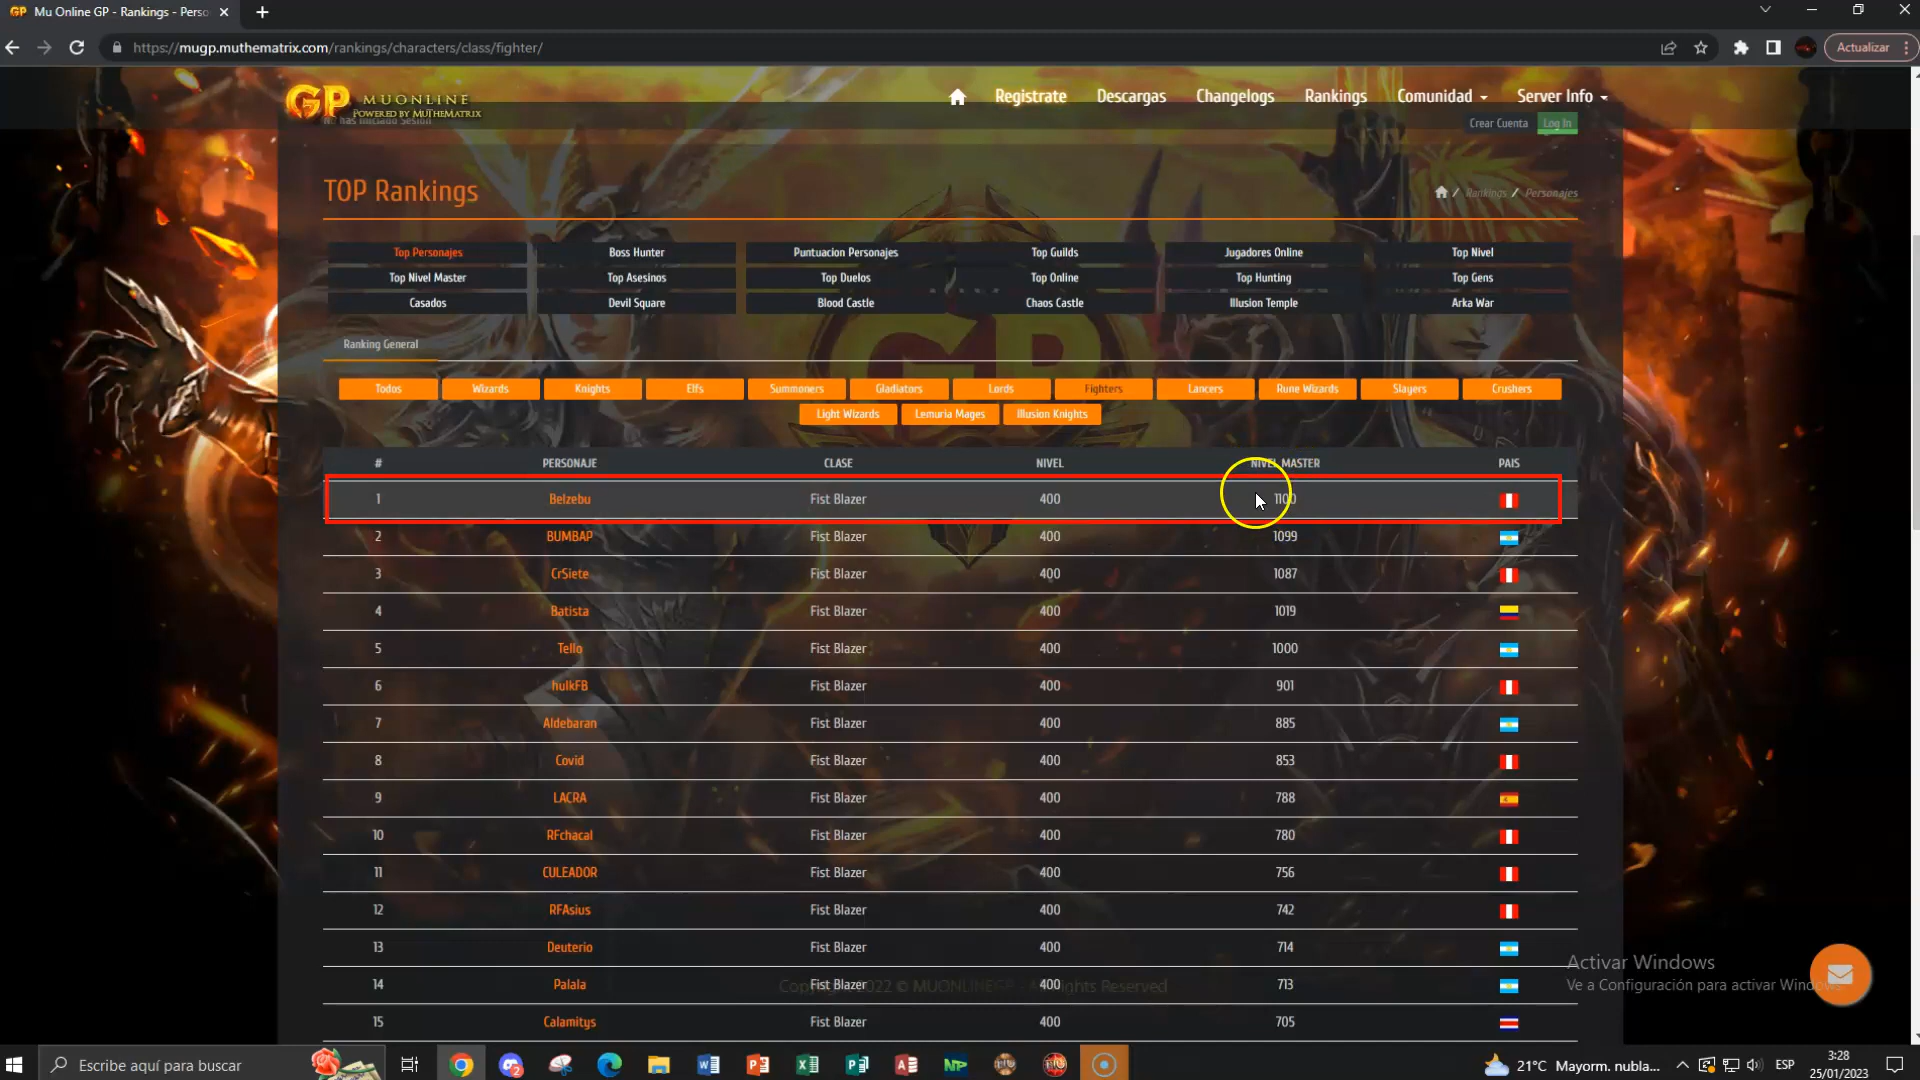 Mu Online GP - Rankings - Perso
https://mugp.muthematrix.com/rankings/characters/class/fighter/
Actualizar
GP MUONLINE
POWERED BY MUTHEMATRIX
Registrate Descargas Changelogs Rankings Comunidad Server Info
No has iniciado sesión
Crear Cuenta Log In
TOP Rankings
/ Rankings / Personajes
Top Personajes Boss Hunter Puntuacion Personajes Top Guilds Jugadores Online Top Nivel
Top Nivel Master Top Asesinos Top Duelos Top Online Top Hunting Top Gens
Casados Devil Square Blood Castle Chaos Castle Illusion Temple Arka War
Ranking General
Todos Wizards Knights Elfs Summoners Gladiators Lords Fighters Lancers Rune Wizards Slayers Crushers
Light Wizards Lemuria Mages Illusion Knights
# PERSONAJE CLASE NIVEL NIVEL MASTER PAIS
1 Belzebu Fist Blazer 400 1100
2 BUMBAP Fist Blazer 400 1099
3 CrSiete Fist Blazer 400 1087
4 Batista Fist Blazer 400 1019
5 Tello Fist Blazer 400 1000
6 hulkFB Fist Blazer 400 901
7 Aldebaran Fist Blazer 400 885
8 Covid Fist Blazer 400 853
9 LACRA Fist Blazer 400 788
10 RFchacal Fist Blazer 400 780
11 CULEADOR Fist Blazer 400 756
12 RFAsius Fist Blazer 400 742
13 Deuterio Fist Blazer 400 714
14 Palala Fist Blazer 400 713
15 Calamitys Fist Blazer 400 705
Activar Windows
Ve a Configuración para activar Windows
Escribe aquí para buscar
21°C Mayorm. nubla... ESP
3:28
25/01/2023